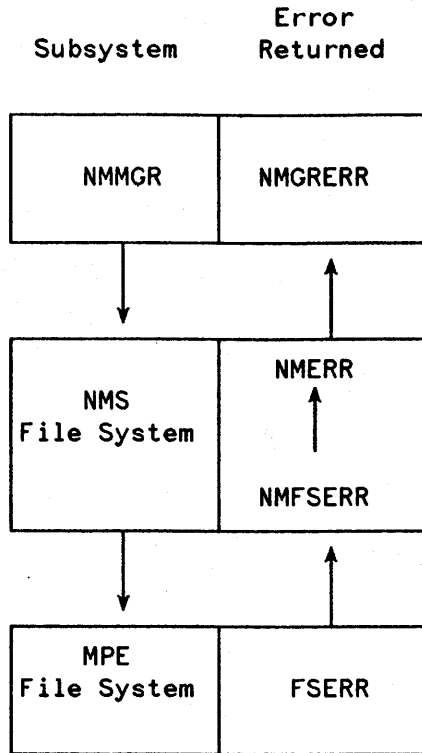 Subsystem
Error
Returned
NMMGR
NMGRERR
NMS
File System
NMERR
NMFSERR
MPE
File System
FSERR